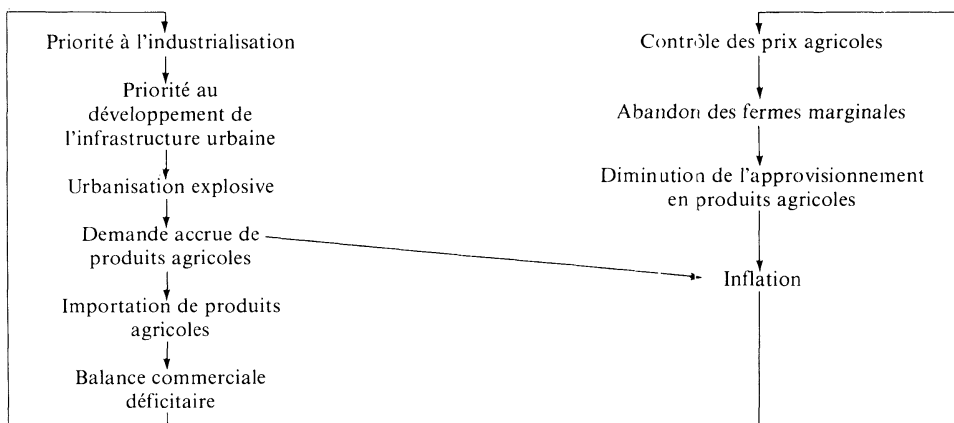 Priorité à l'industrialisation
Priorité au
développement de
l'infrastructure urbaine
Urbanisation explosive
Demande accrue de
produits agricoles
Importation de produits
agricoles
Balance commerciale
déficitaire
Contrôle des prix agricoles
Abandon des fermes marginales
Diminution de l'approvisionnement
en produits agricoles
Inflation